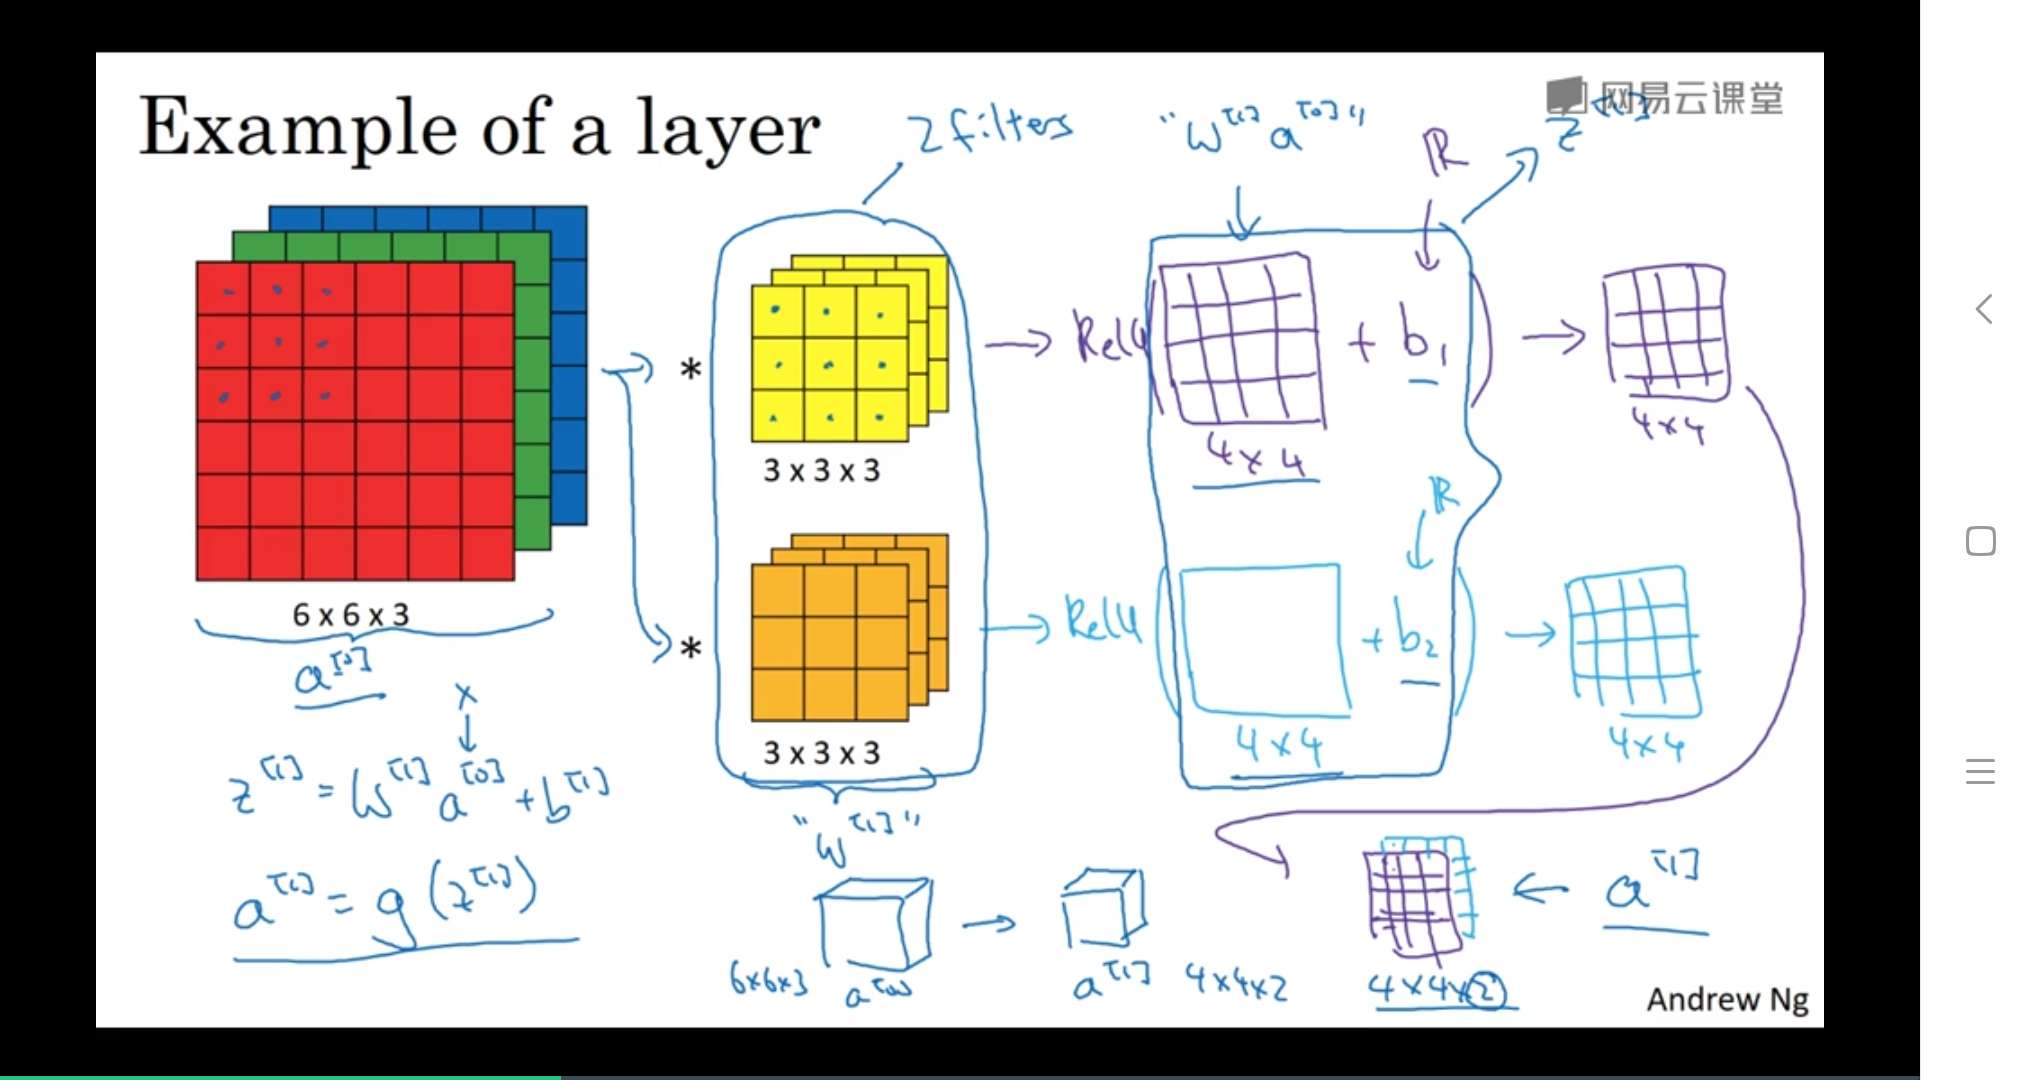 Example of a layer
2 filters
"W[1] a[0]"
ℝ
z[1]
网易云课堂
*
3 x 3 x 3
→ ReLU ( + b1 ) →
4 x 4
4 x 4
ℝ
6 x 6 x 3
a[0]
*
3 x 3 x 3
→ ReLU ( + b2 ) →
4 x 4
4 x 4
x
z[1] = W[1] a[0] + b[1]
"W[1]"
a[1] = g(z[1])
6x6x3
a[0]
→
a[1]
4x4x2
4x4x2
← a[1]
Andrew Ng